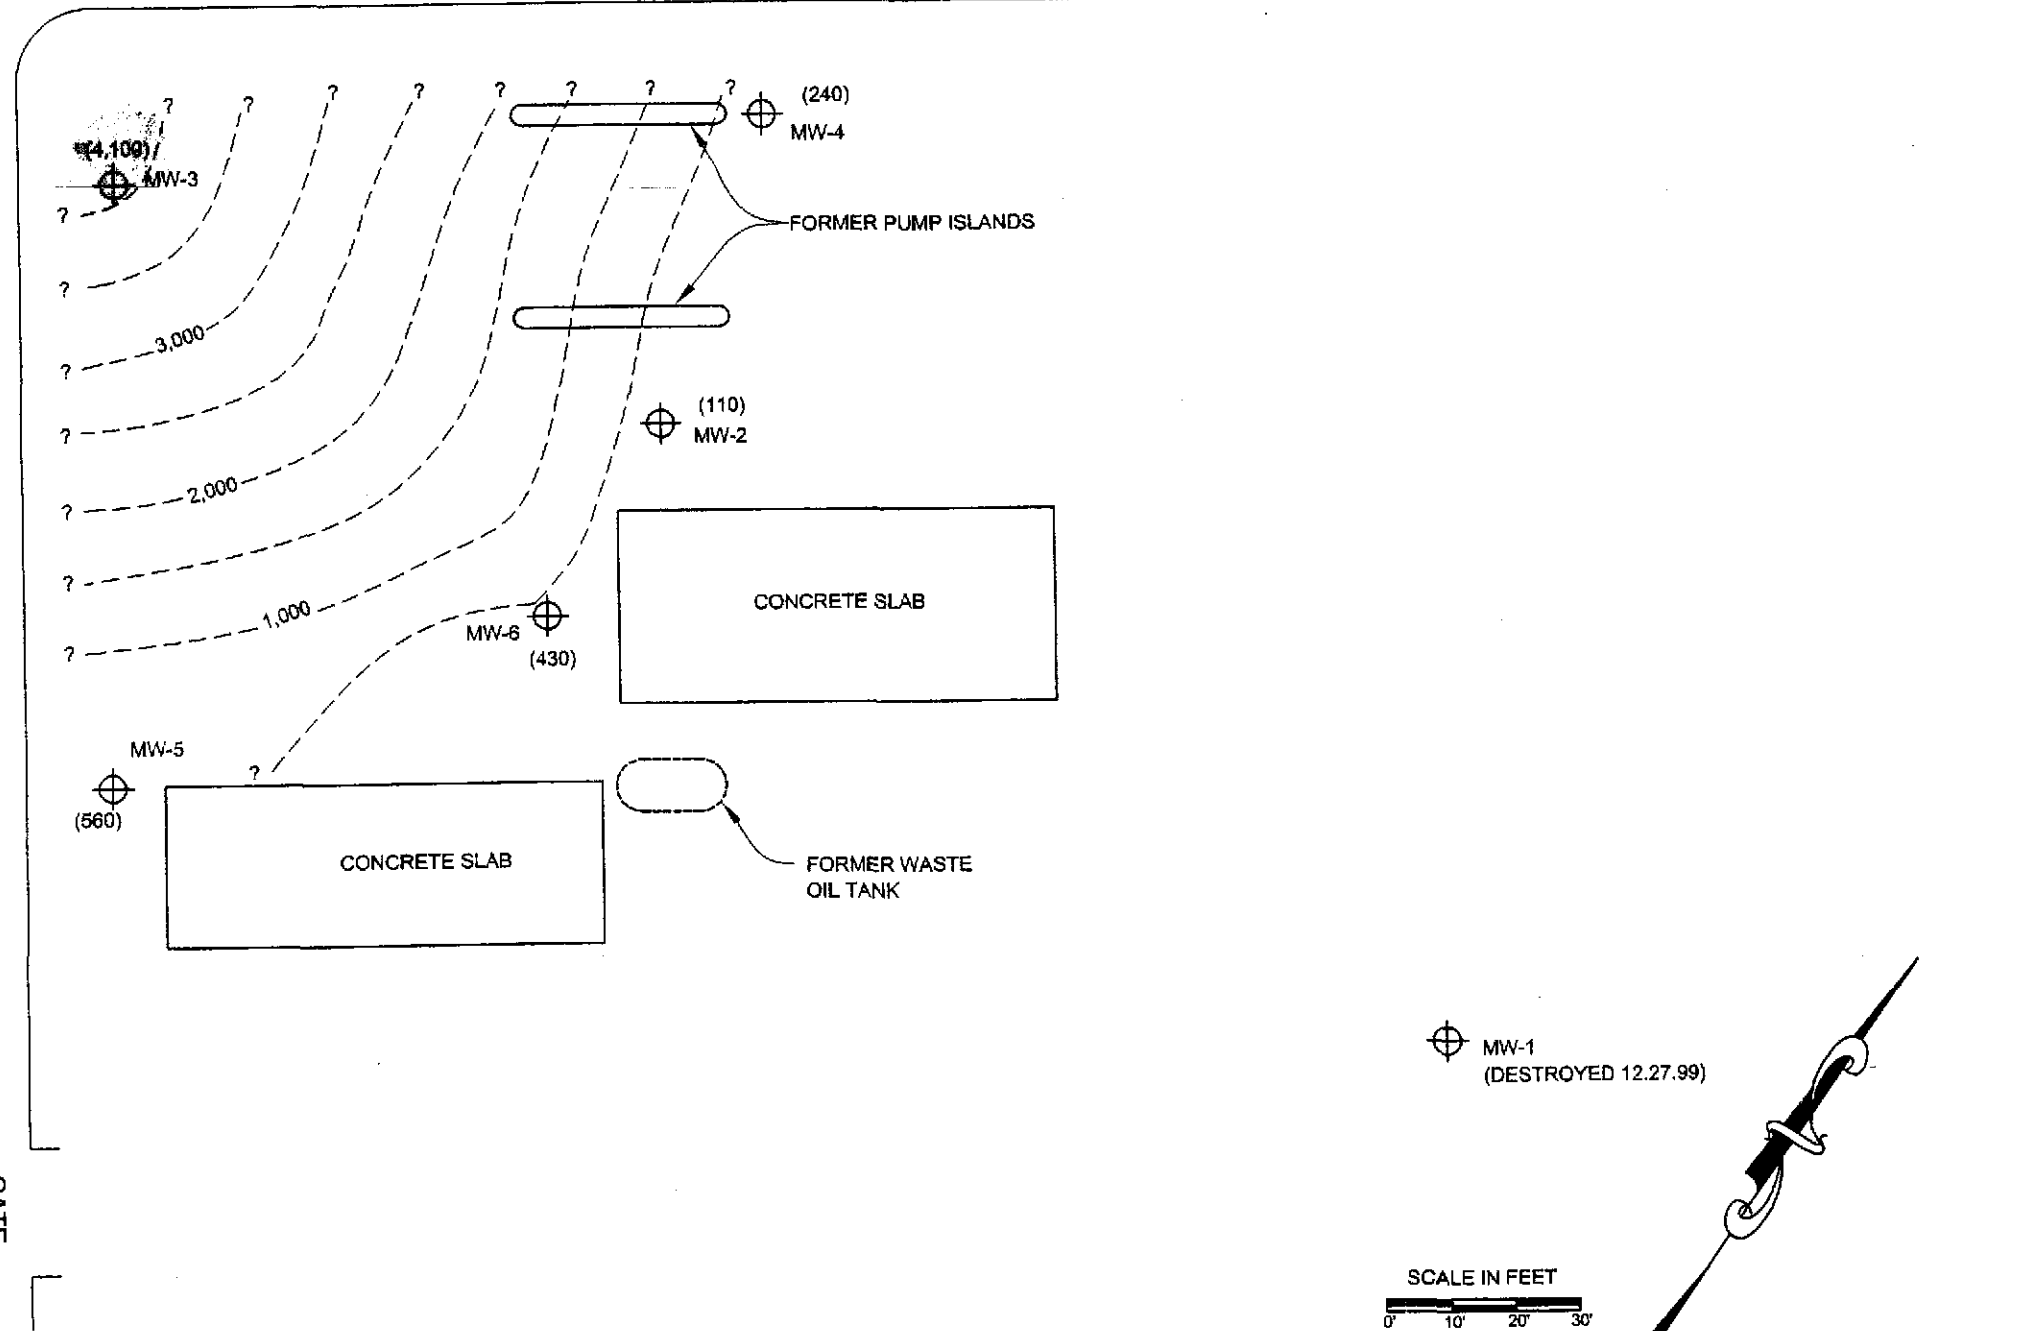 ? ? ? ? ? ? ? ?
(240)
MW-4
(4,100)
MW-3
?
FORMER PUMP ISLANDS
?
3,000
?
(110)
MW-2
?
2,000
?
?
CONCRETE SLAB
1,000
MW-6
?
(430)
MW-5
?
(560)
CONCRETE SLAB
FORMER WASTE
OIL TANK
MW-1
(DESTROYED 12.27.99)
SCALE IN FEET
0' 10' 20' 30'